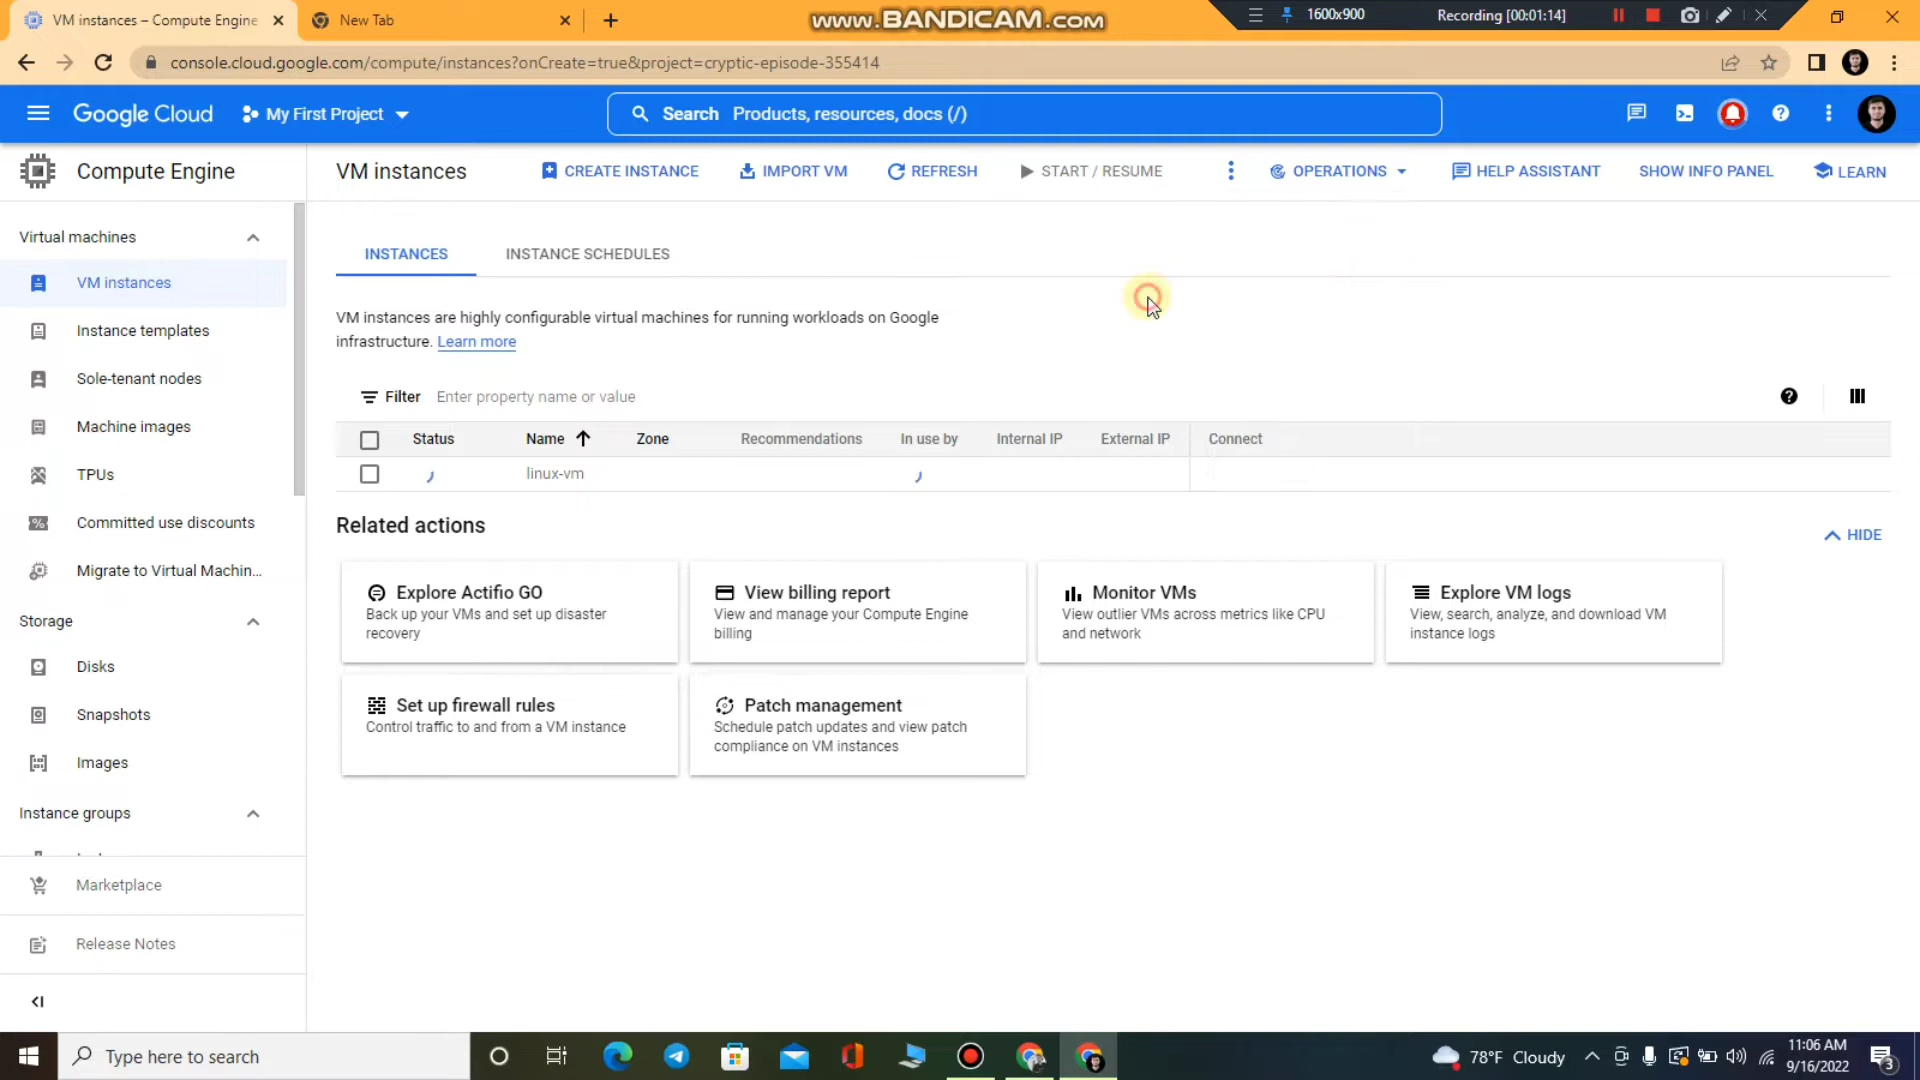 VM instances – Compute Engine
New Tab
www.BANDICAM.com
1600x900
Recording [00:01:14]
console.cloud.google.com/compute/instances?onCreate=true&project=cryptic-episode-355414
Google Cloud
My First Project
Search Products, resources, docs (/)
Compute Engine
VM instances
CREATE INSTANCE
IMPORT VM
REFRESH
START / RESUME
OPERATIONS
HELP ASSISTANT
SHOW INFO PANEL
LEARN
Virtual machines
VM instances
Instance templates
Sole-tenant nodes
Machine images
TPUs
Committed use discounts
Migrate to Virtual Machin...
Storage
Disks
Snapshots
Images
Instance groups
Marketplace
Release Notes
INSTANCES
INSTANCE SCHEDULES
VM instances are highly configurable virtual machines for running workloads on Google
infrastructure. Learn more
Filter Enter property name or value
Status Name Zone Recommendations In use by Internal IP External IP Connect
linux-vm
Related actions
HIDE
Explore Actifio GO
Back up your VMs and set up disaster
recovery
View billing report
View and manage your Compute Engine
billing
Monitor VMs
View outlier VMs across metrics like CPU
and network
Explore VM logs
View, search, analyze, and download VM
instance logs
Set up firewall rules
Control traffic to and from a VM instance
Patch management
Schedule patch updates and view patch
compliance on VM instances
Type here to search
78°F Cloudy
11:06 AM
9/16/2022
3